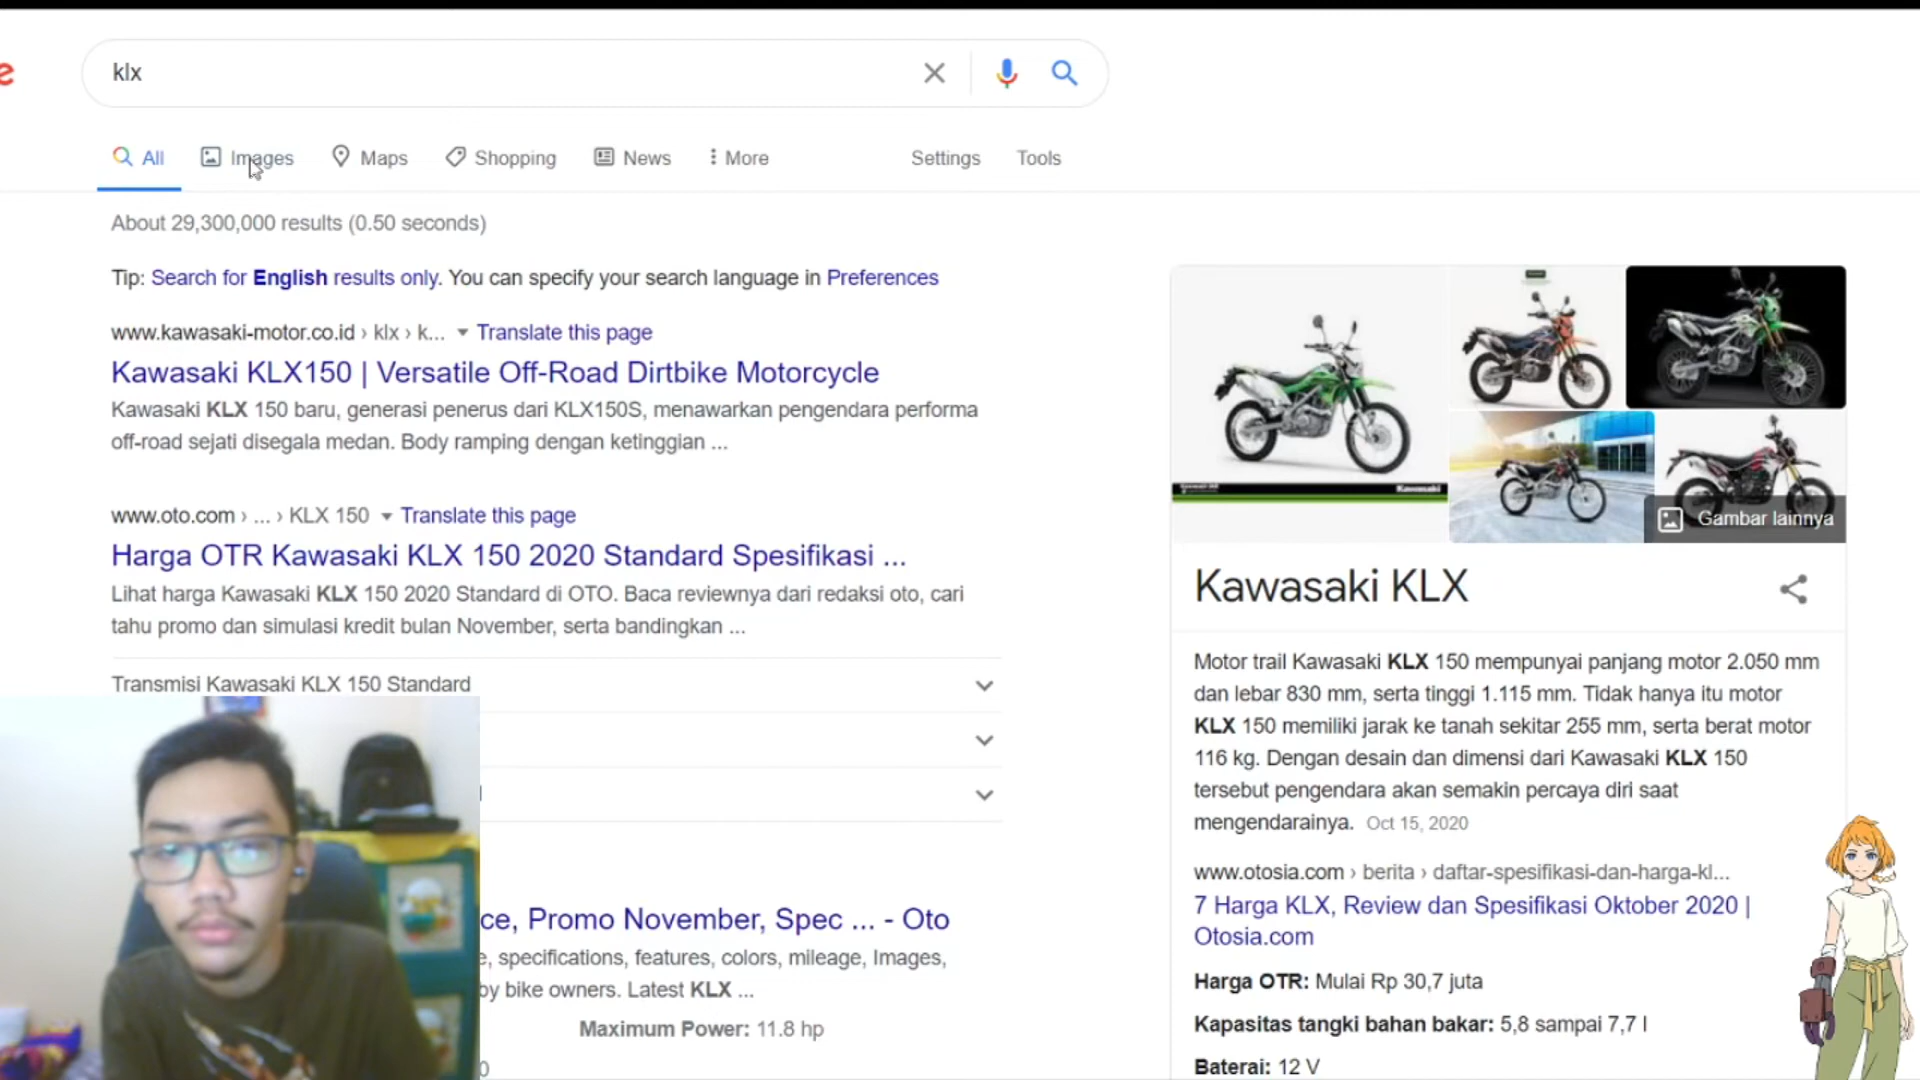 e
klx
All
Images
Maps
Shopping
News
More
Settings
Tools
About 29,300,000 results (0.50 seconds)
Tip: Search for English results only. You can specify your search language in Preferences
www.kawasaki-motor.co.id › klx › k... Translate this page
Kawasaki KLX150 | Versatile Off-Road Dirtbike Motorcycle
Kawasaki KLX 150 baru, generasi penerus dari KLX150S, menawarkan pengendara performa
off-road sejati disegala medan. Body ramping dengan ketinggian ...
www.oto.com › ... › KLX 150 Translate this page
Harga OTR Kawasaki KLX 150 2020 Standard Spesifikasi ...
Lihat harga Kawasaki KLX 150 2020 Standard di OTO. Baca reviewnya dari redaksi oto, cari
tahu promo dan simulasi kredit bulan November, serta bandingkan ...
Transmisi Kawasaki KLX 150 Standard
ce, Promo November, Spec ... - Oto
e, specifications, features, colors, mileage, Images,
by bike owners. Latest KLX ...
Maximum Power: 11.8 hp
0
Kawasaki
Gambar lainnya
Kawasaki KLX
Motor trail Kawasaki KLX 150 mempunyai panjang motor 2.050 mm
dan lebar 830 mm, serta tinggi 1.115 mm. Tidak hanya itu motor
KLX 150 memiliki jarak ke tanah sekitar 255 mm, serta berat motor
116 kg. Dengan desain dan dimensi dari Kawasaki KLX 150
tersebut pengendara akan semakin percaya diri saat
mengendarainya. Oct 15, 2020
www.otosia.com › berita › daftar-spesifikasi-dan-harga-kl...
7 Harga KLX, Review dan Spesifikasi Oktober 2020 |
Otosia.com
Harga OTR: Mulai Rp 30,7 juta
Kapasitas tangki bahan bakar: 5,8 sampai 7,7 l
Baterai: 12 V